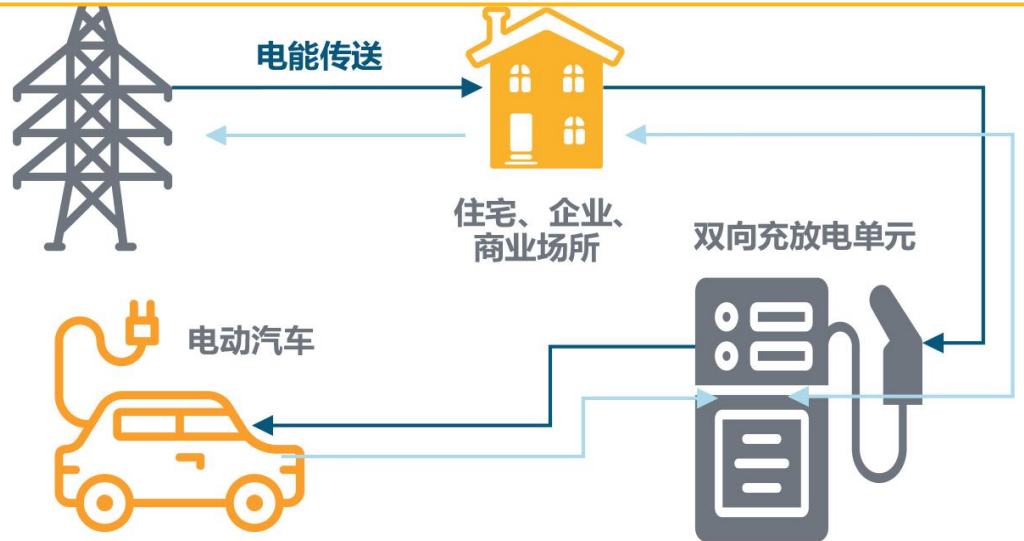 电能传送
住宅、企业、
商业场所
双向充放电单元
电动汽车